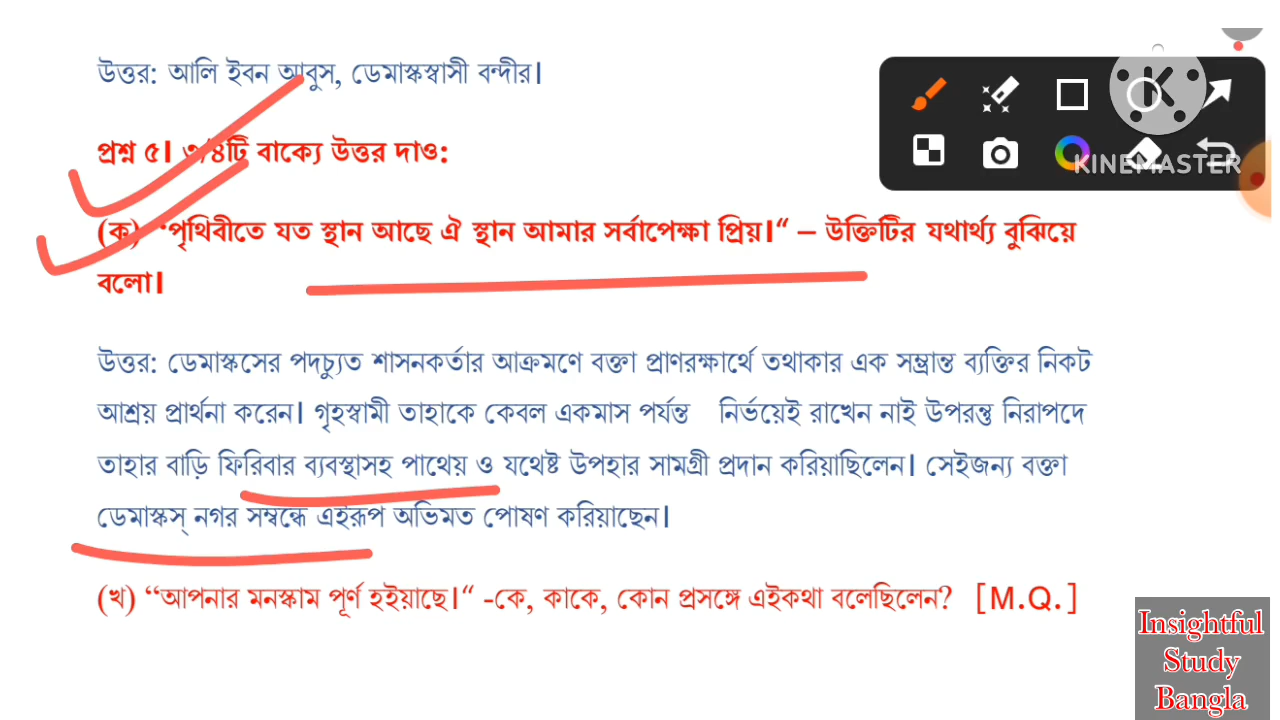 উত্তর: আলি ইবন আবুস, ডেমাস্কস্বাসী বন্দীর।
প্রশ্ন ৫। ৩/৪টি বাক্যে উত্তর দাও:
(ক) "পৃথিবীতে যত স্থান আছে ঐ স্থান আমার সর্বাপেক্ষা প্রিয়।“ – উক্তিটির যথার্থ্য বুঝিয়ে
বলো।
উত্তর: ডেমাস্কসের পদচ্যুত শাসনকর্তার আক্রমণে বক্তা প্রাণরক্ষার্থে তথাকার এক সম্ভ্রান্ত ব্যক্তির নিকট
আশ্রয় প্রার্থনা করেন। গৃহস্বামী তাহাকে কেবল একমাস পর্যন্ত নির্ভয়েই রাখেন নাই উপরন্তু নিরাপদে
তাহার বাড়ি ফিরিবার ব্যবস্থাসহ পাথেয় ও যথেষ্ট উপহার সামগ্রী প্রদান করিয়াছিলেন। সেইজন্য বক্তা
ডেমাস্কস্ নগর সম্বন্ধে এইরূপ অভিমত পোষণ করিয়াছেন।
(খ) “আপনার মনস্কাম পূর্ণ হইয়াছে।“ -কে, কাকে, কোন প্রসঙ্গে এইকথা বলেছিলেন? [M.Q.]
KINEMASTER
Insightful
Study
Bangla